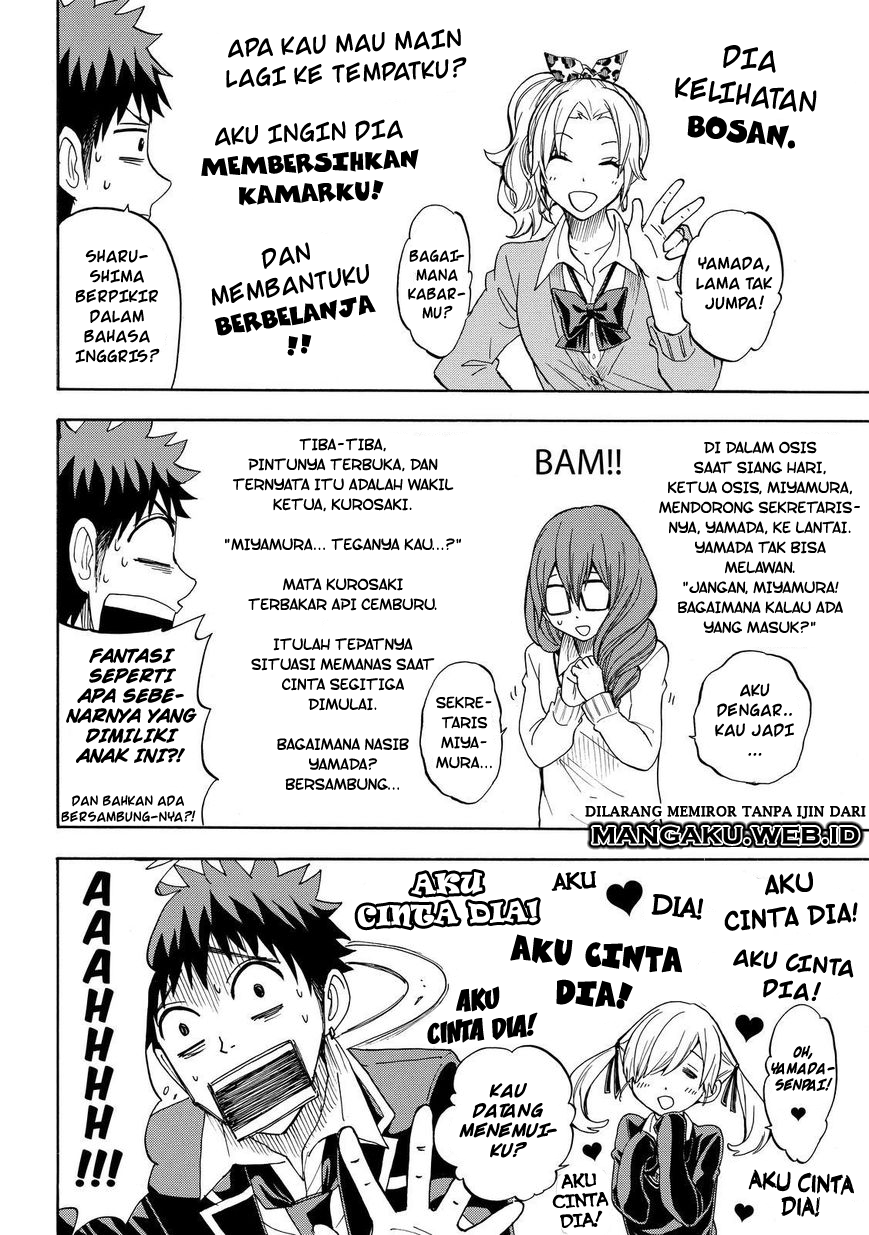 DIA
KELIHATAN
BOSAN.
YAMADA,
LAMA TAK
JUMPA!
BAGAI-
MANA
KABAR-
MU?
APA KAU MAU MAIN
LAGI KE TEMPATKU?
AKU INGIN DIA
MEMBERSIHKAN
KAMARKU!
DAN
MEMBANTUKU
BERBELANJA
!!
SHARU-
SHIMA
BERPIKIR
DALAM
BAHASA
INGGRIS?
DI DALAM OSIS
SAAT SIANG HARI,
KETUA OSIS, MIYAMURA,
MENDORONG SEKRETARIS-
NYA, YAMADA, KE LANTAI.
YAMADA TAK BISA
MELAWAN.
"JANGAN, MIYAMURA!
BAGAIMANA KALAU ADA
YANG MASUK?"
AKU
DENGAR..
KAU JADI
...
BAM!!
SEKRE-
TARIS
MIYA-
MURA...
TIBA-TIBA,
PINTUNYA TERBUKA, DAN
TERNYATA ITU ADALAH WAKIL
KETUA, KUROSAKI.
"MIYAMURA... TEGANYA KAU...?"
MATA KUROSAKI
TERBAKAR API CEMBURU.
ITULAH TEPATNYA
SITUASI MEMANAS SAAT
CINTA SEGITIGA
DIMULAI.
BAGAIMANA NASIB
YAMADA?
BERSAMBUNG...
FANTASI
SEPERTI
APA SEBE-
NARNYA YANG
DIMILIKI
ANAK INI?!
DAN BAHKAN ADA
BERSAMBUNG-NYA?!
DILARANG MEMIROR TANPA IJIN DARI
MANGAKU.WEB.ID
AKU
CINTA DIA!
AKU CINTA
DIA!
OH,
YAMADA-
SENPAI!
♥
AKU CINTA
DIA!
AKU ♥ DIA!
AKU CINTA
DIA!
AKU
CINTA DIA!
AKU
CINTA DIA!
KAU
DATANG
MENEMUI-
KU?
AKU
CINTA
DIA!
AAAHHHH!!!